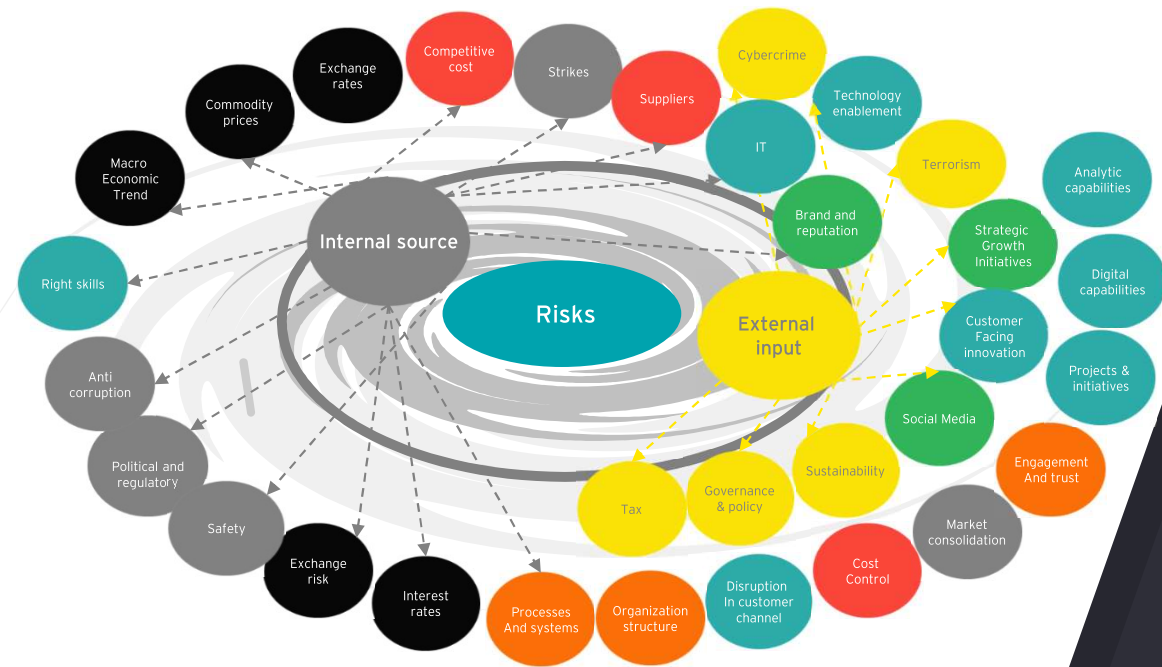 Competitive
cost
Exchange
rates
Strikes
Cybercrime
Suppliers
Technology
enablement
Commodity
prices
IT
Terrorism
Macro
Economic
Trend
Analytic
capabilities
Brand and
reputation
Strategic
Growth
Initiatives
Internal source
Right skills
Digital
capabilities
Risks
External
input
Customer
Facing
innovation
Anti
corruption
Projects &
initiatives
Social Media
Political and
regulatory
Sustainability
Engagement
And trust
Tax
Governance
& policy
Safety
Market
consolidation
Exchange
risk
Cost
Control
Interest
rates
Processes
And systems
Organization
structure
Disruption
In customer
channel